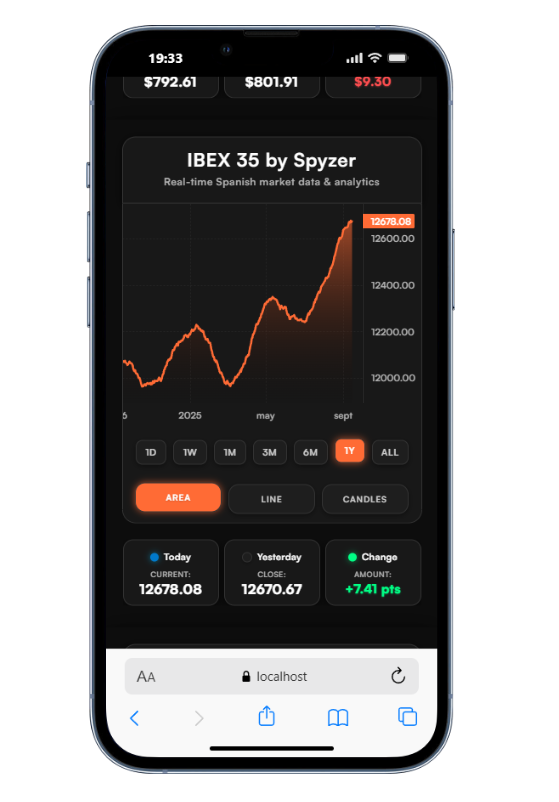 19:33
$792.61 $801.91 $9.30
IBEX 35 by Spyzer
Real-time Spanish market data & analytics
12678.08
12600.00
12400.00
12200.00
12000.00
6 2025 may sept
1D 1W 1M 3M 6M 1Y ALL
AREA LINE CANDLES
Today Yesterday Change
CURRENT: CLOSE: AMOUNT:
12678.08 12670.67 +7.41 pts
AA localhost